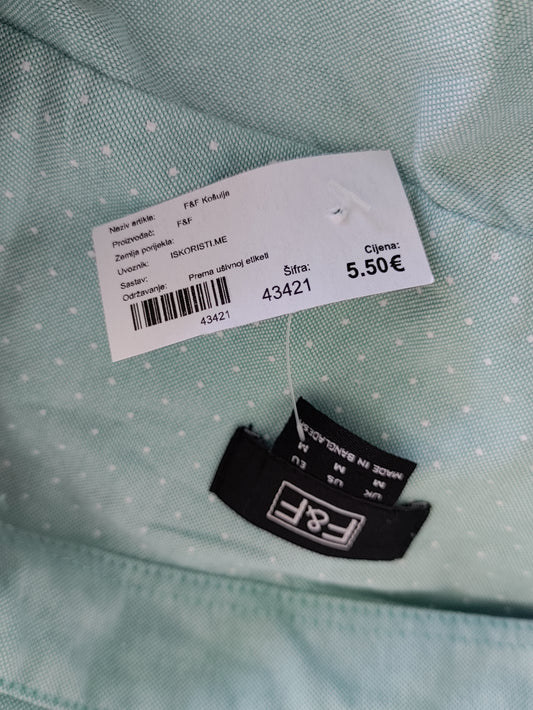 Naziv artikla: F&F Košulja
Proizvođač: F&F
Zemlja porijekla:
Uvoznik: ISKORISTI.ME
Sastav:
Održavanje: Prema ušivnoj etiketi
43421
Šifra:
43421
Cijena:
5.50€
F&F
UK US EU
M M M
MADE IN BANGLADESH